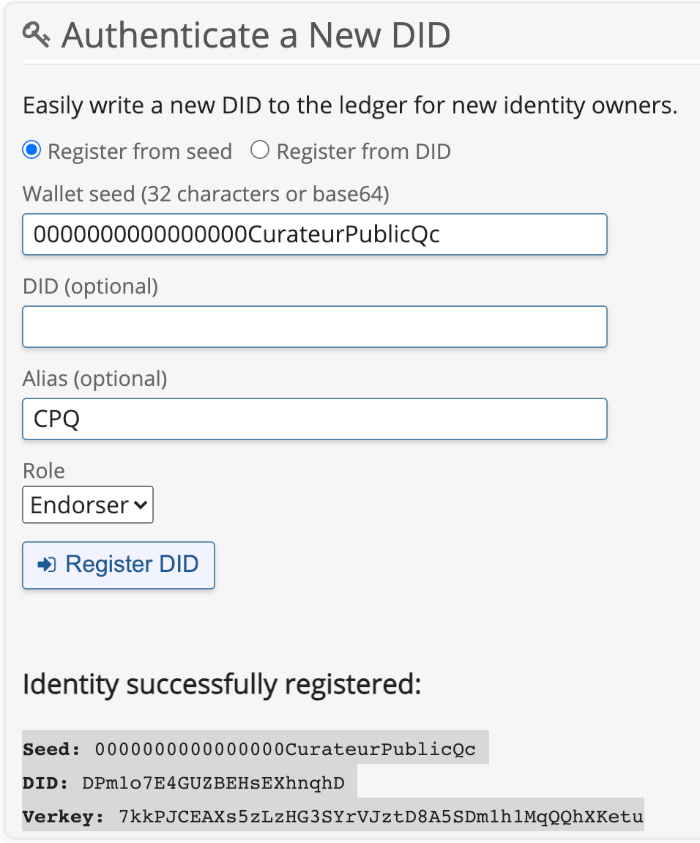 Authenticate a New DID
Easily write a new DID to the ledger for new identity owners.
Register from seed Register from DID
Wallet seed (32 characters or base64)
0000000000000000CurateurPublicQc
DID (optional)
Alias (optional)
CPQ
Role
Endorser
Register DID
Identity successfully registered:
Seed: 0000000000000000CurateurPublicQc
DID: DPm1o7E4GUZBEHsEXhnqhD
Verkey: 7kkPJCEAXs5zLzHG3SYrVJztD8A5SDm1h1MqQQhXKetu